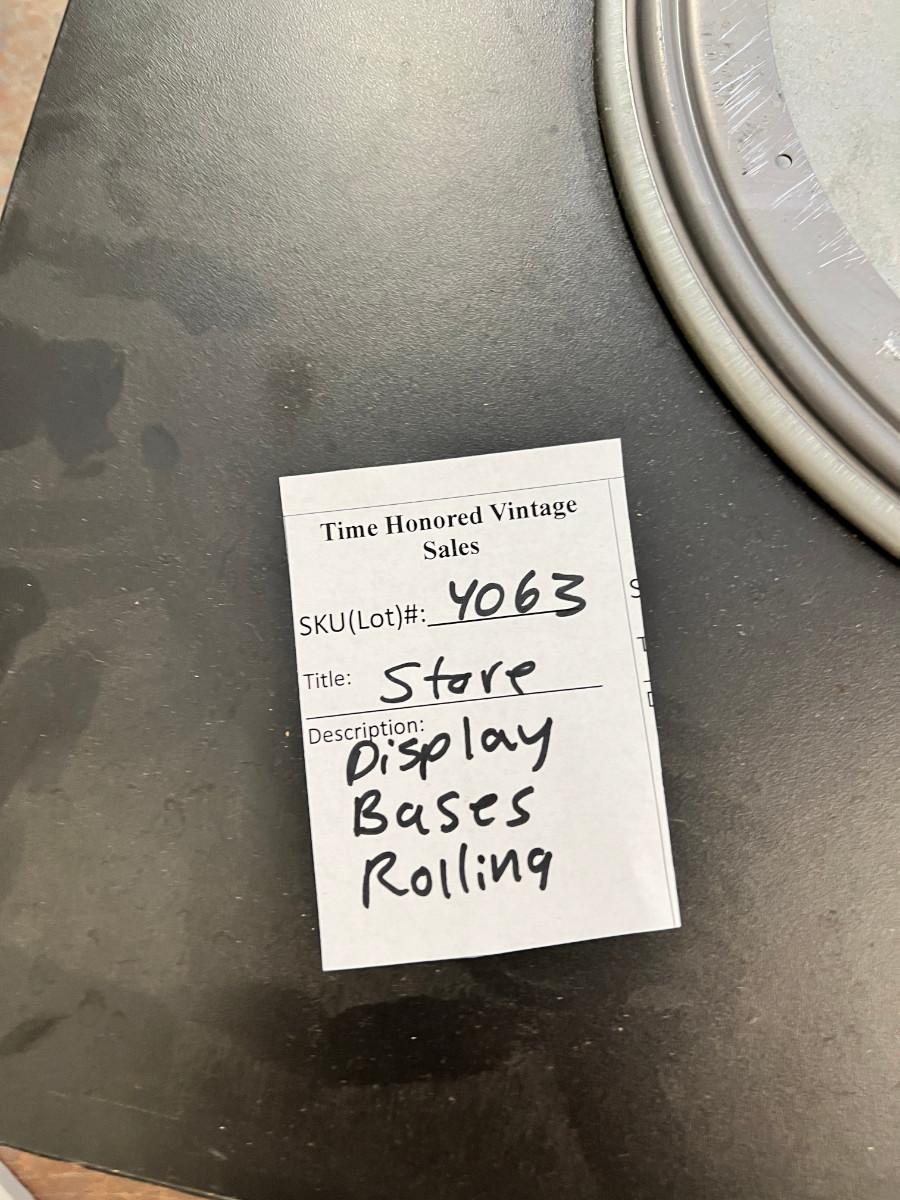 Time Honored Vintage
Sales
SKU(Lot)#: 4063
Title: Store
Description:
Display
Bases
Rolling